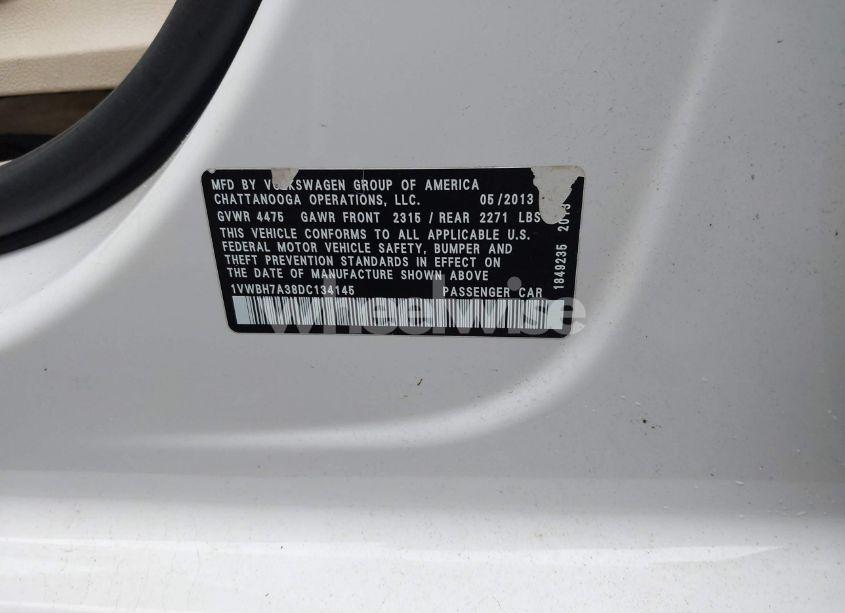 MFD BY VOLKSWAGEN GROUP OF AMERICA
CHATTANOOGA OPERATIONS, LLC. 05/2013
GVWR 4475 GAWR FRONT 2315 / REAR 2271 LBS
THIS VEHICLE CONFORMS TO ALL APPLICABLE U.S.
FEDERAL MOTOR VEHICLE SAFETY, BUMPER AND
THEFT PREVENTION STANDARDS IN EFFECT ON
THE DATE OF MANUFACTURE SHOWN ABOVE
1VWBH7A38DC134145 PASSENGER CAR
1849235 2013
wheelwise